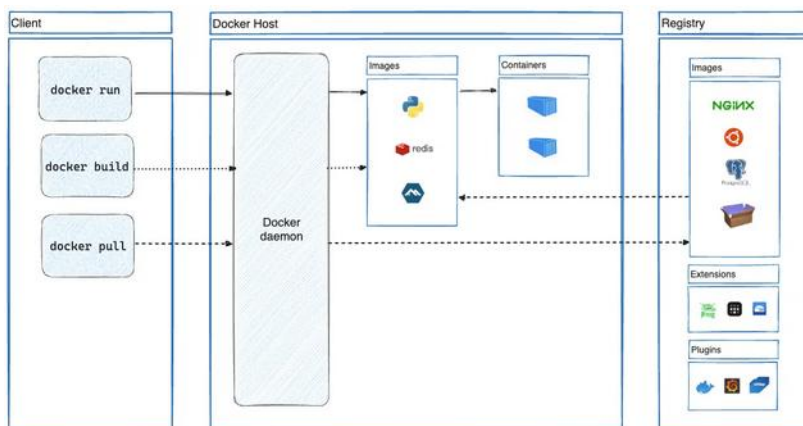 Client
Docker Host
Registry
docker run
docker build
docker pull
Docker
daemon
Images
redis
Containers
Images
NGINX
PostgreSQL
Extensions
Plugins